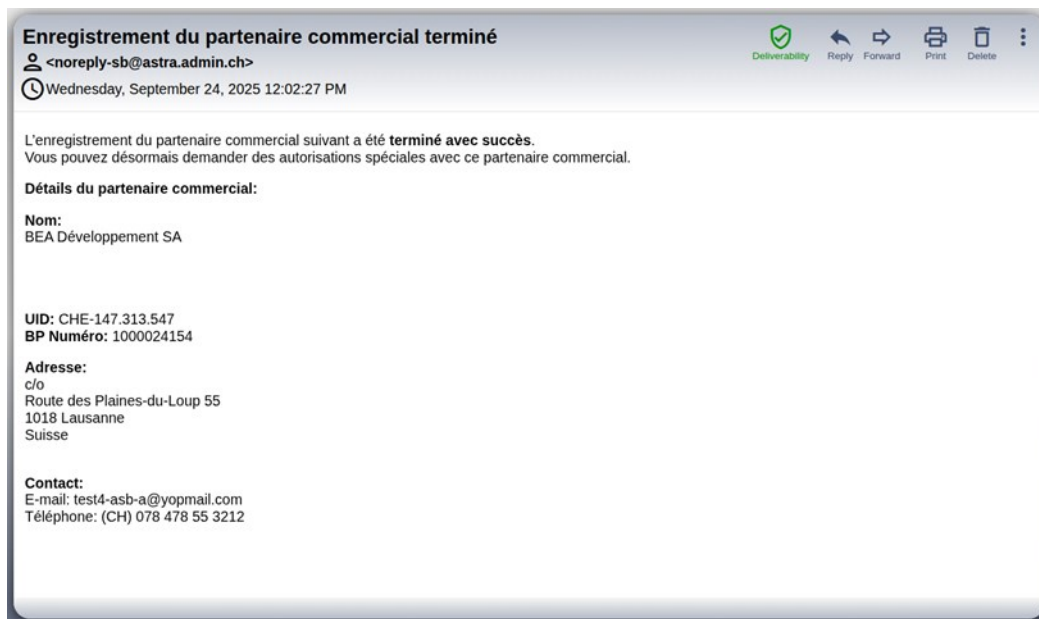 Enregistrement du partenaire commercial terminé
<noreply-sb@astra.admin.ch>
Wednesday, September 24, 2025 12:02:27 PM
Deliverability Reply Forward Print Delete
L'enregistrement du partenaire commercial suivant a été terminé avec succès.
Vous pouvez désormais demander des autorisations spéciales avec ce partenaire commercial.
Détails du partenaire commercial:
Nom:
BEA Développement SA
UID: CHE-147.313.547
BP Numéro: 1000024154
Adresse:
c/o
Route des Plaines-du-Loup 55
1018 Lausanne
Suisse
Contact:
E-mail: test4-asb-a@yopmail.com
Téléphone: (CH) 078 478 55 3212